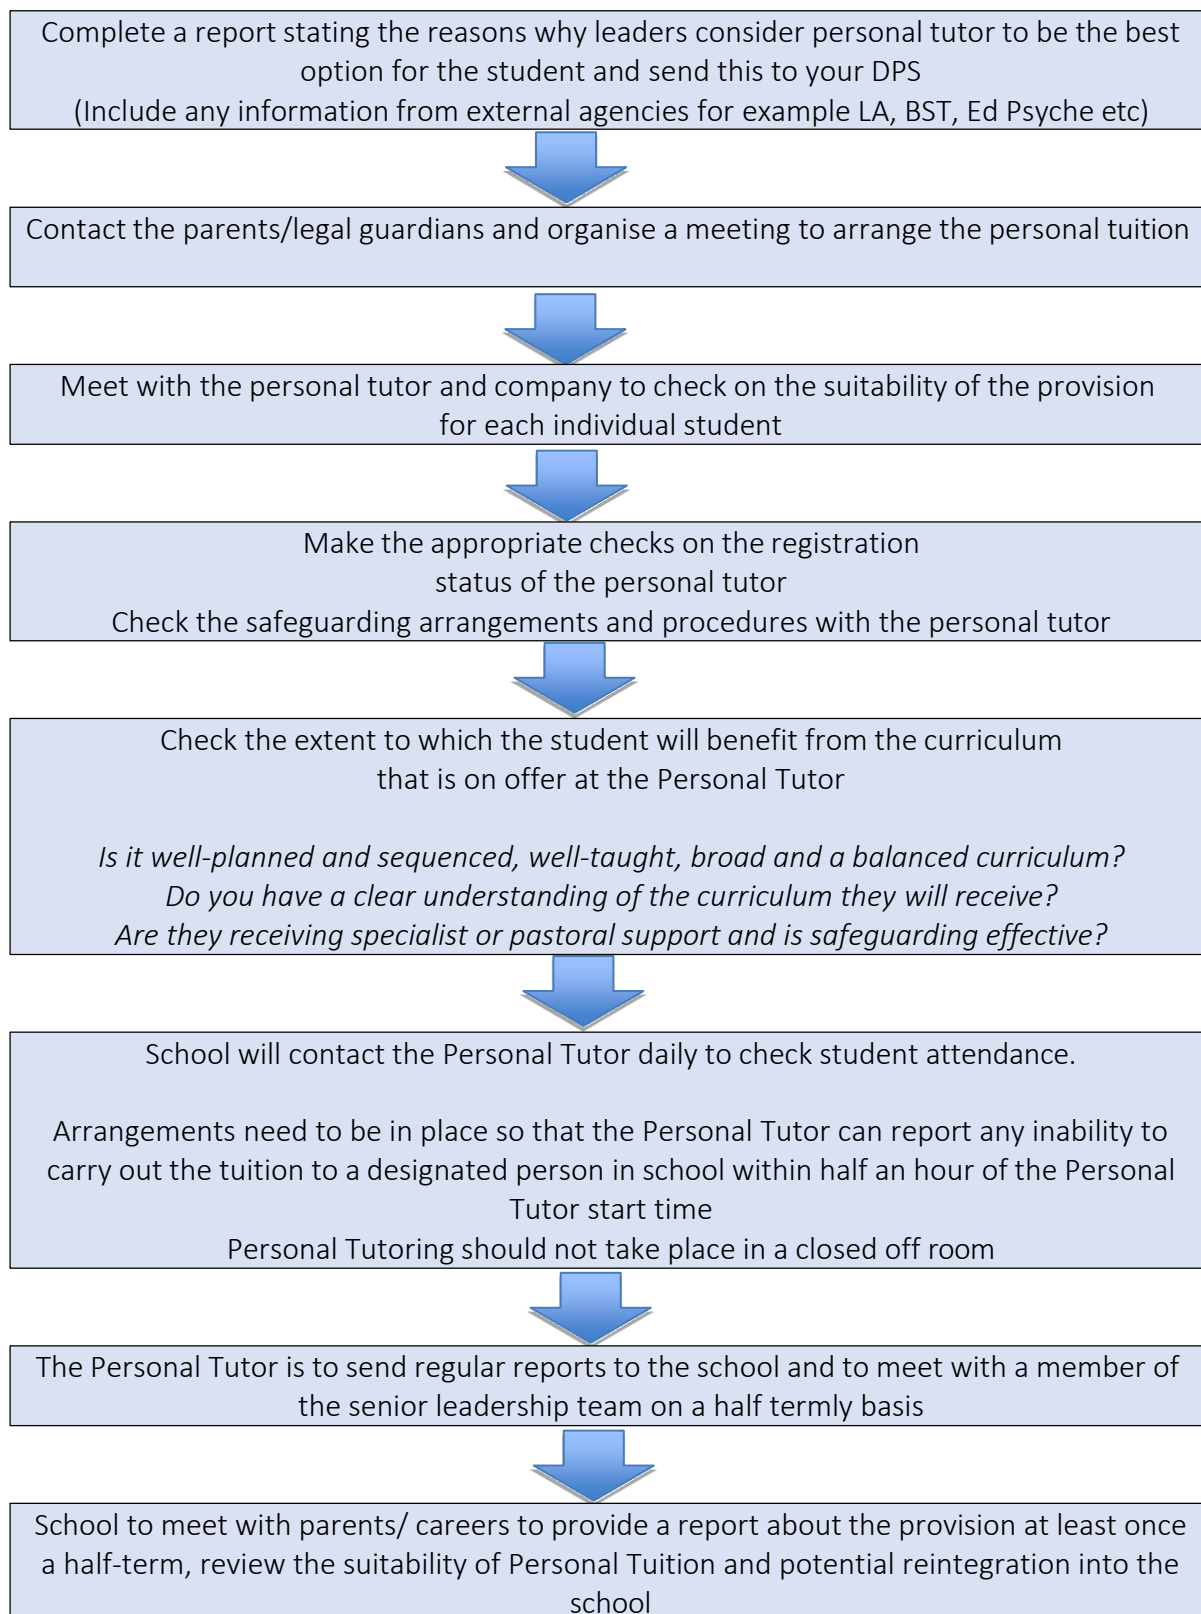 Complete a report stating the reasons why leaders consider personal tutor to be the best
option for the student and send this to your DPS
(Include any information from external agencies for example LA, BST, Ed Psyche etc)
Contact the parents/legal guardians and organise a meeting to arrange the personal tuition
Meet with the personal tutor and company to check on the suitability of the provision
for each individual student
Make the appropriate checks on the registration
status of the personal tutor
Check the safeguarding arrangements and procedures with the personal tutor
Check the extent to which the student will benefit from the curriculum
that is on offer at the Personal Tutor
Is it well-planned and sequenced, well-taught, broad and a balanced curriculum?
Do you have a clear understanding of the curriculum they will receive?
Are they receiving specialist or pastoral support and is safeguarding effective?
School will contact the Personal Tutor daily to check student attendance.
Arrangements need to be in place so that the Personal Tutor can report any inability to
carry out the tuition to a designated person in school within half an hour of the Personal
Tutor start time
Personal Tutoring should not take place in a closed off room
The Personal Tutor is to send regular reports to the school and to meet with a member of
the senior leadership team on a half termly basis
School to meet with parents/ careers to provide a report about the provision at least once
a half-term, review the suitability of Personal Tuition and potential reintegration into the
school